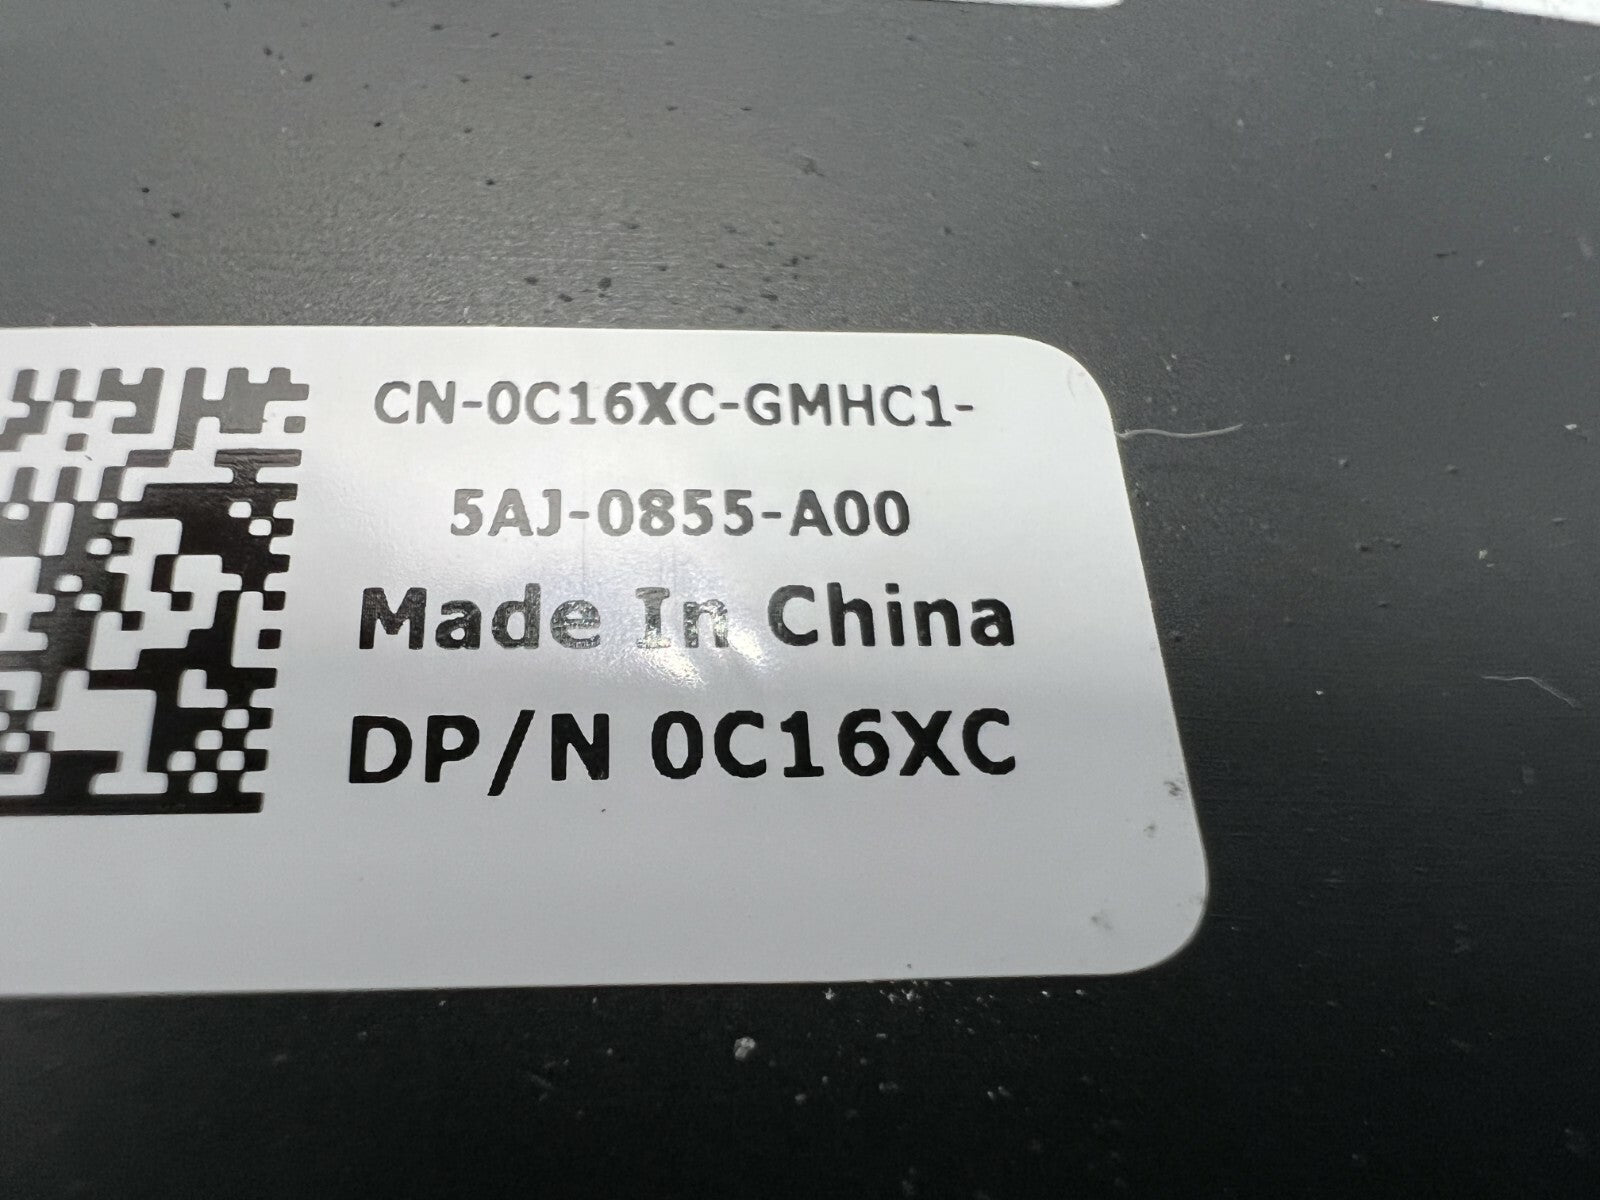 CN-0C16XC-GMHC1-
5AJ-0855-A00
Made In China
DP/N 0C16XC